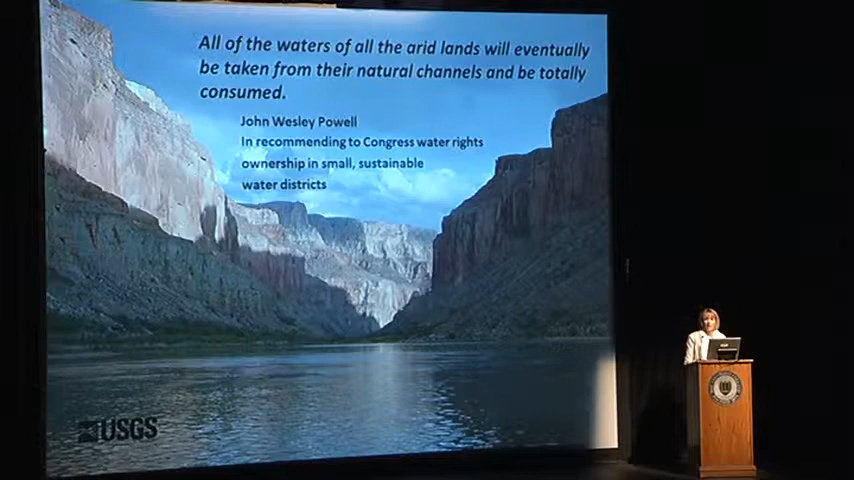 All of the waters of all the arid lands will eventually
be taken from their natural channels and be totally
consumed.
John Wesley Powell
In recommending to Congress water rights
ownership in small, sustainable
water districts
USGS